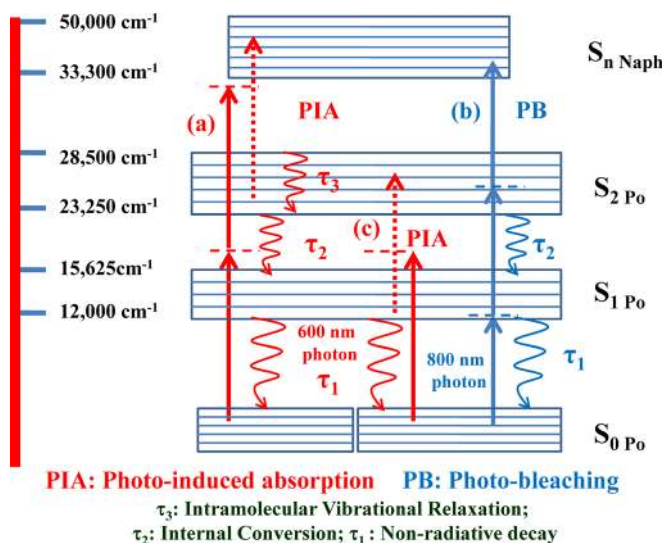 50,000 cm-1
S n Naph
33,300 cm-1
(a)
PIA
(b)
PB
28,500 cm-1
τ3
S2 Po
23,250 cm-1
(c)
τ2
PIA
τ2
15,625cm-1
S1 Po
12,000 cm-1
600 nm
photon
τ1
800 nm
photon
τ1
S0 Po
PIA: Photo-induced absorption PB: Photo-bleaching
τ3: Intramolecular Vibrational Relaxation;
τ2: Internal Conversion; τ1 : Non-radiative decay